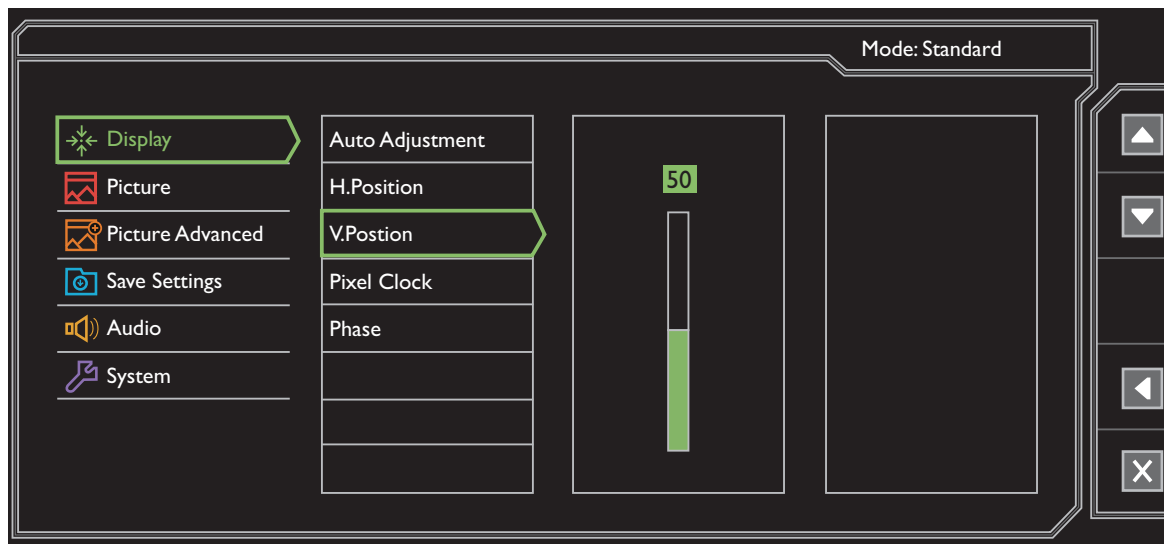 Mode: Standard
Display
Picture
Picture Advanced
Save Settings
Audio
System
Auto Adjustment
H.Position
V.Postion
Pixel Clock
Phase
50